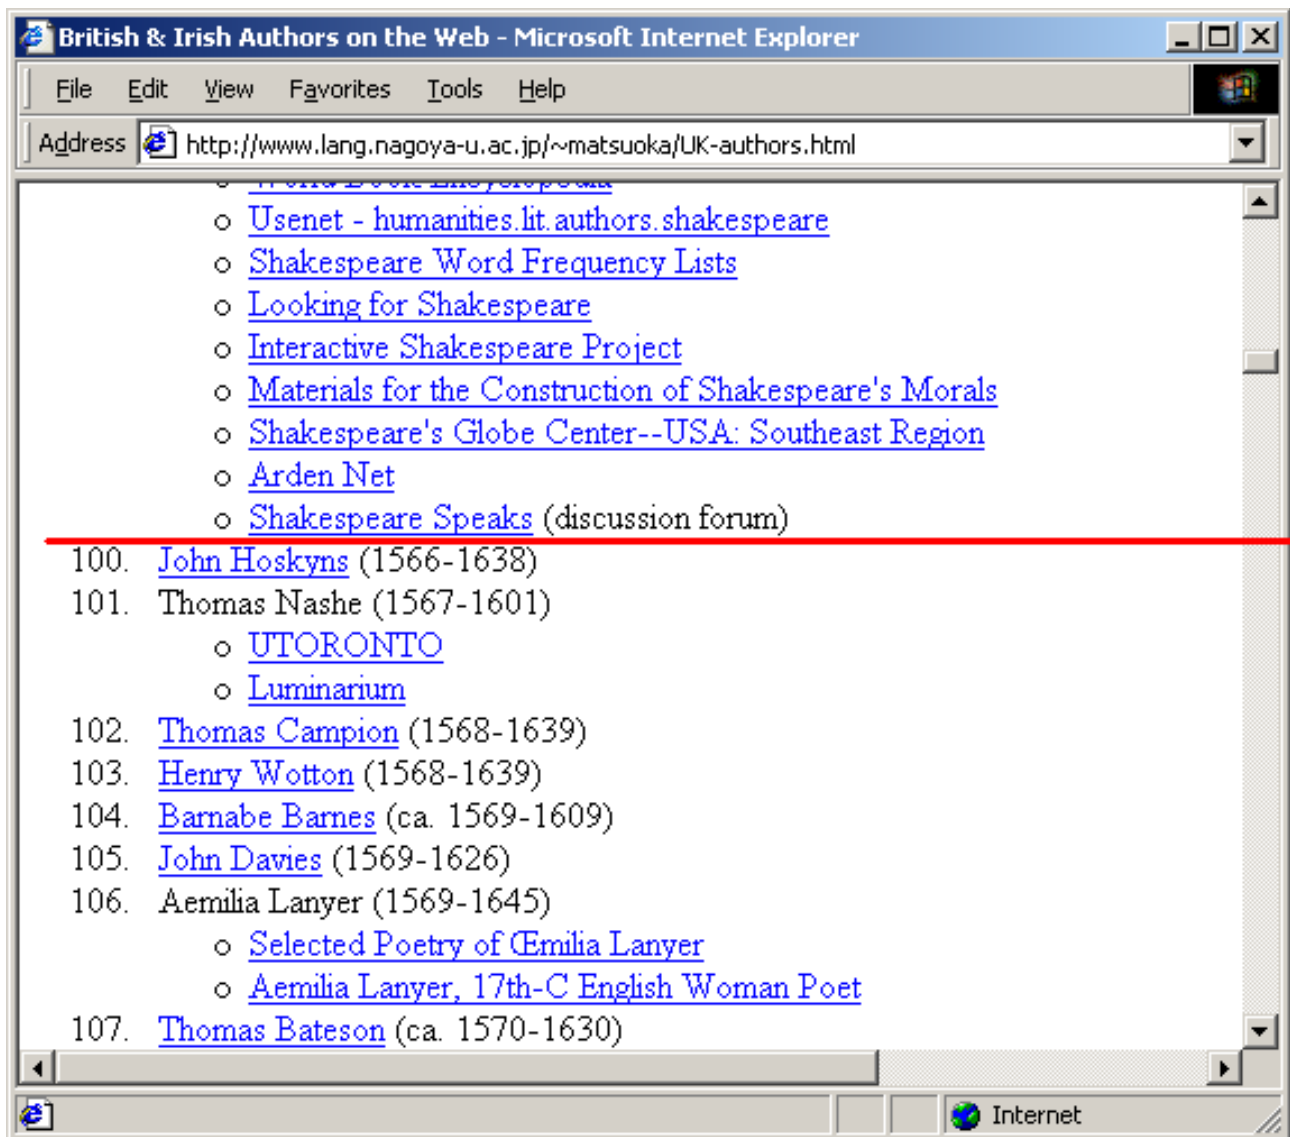 British & Irish Authors on the Web - Microsoft Internet Explorer
File Edit View Favorites Tools Help
Address http://www.lang.nagoya-u.ac.jp/~matsuoka/UK-authors.html
World Book Encyclopedia
Usenet - humanities.lit.authors.shakespeare
Shakespeare Word Frequency Lists
Looking for Shakespeare
Interactive Shakespeare Project
Materials for the Construction of Shakespeare's Morals
Shakespeare's Globe Center--USA: Southeast Region
Arden Net
Shakespeare Speaks (discussion forum)
100. John Hoskyns (1566-1638)
101. Thomas Nashe (1567-1601)
UTORONTO
Luminarium
102. Thomas Campion (1568-1639)
103. Henry Wotton (1568-1639)
104. Barnabe Barnes (ca. 1569-1609)
105. John Davies (1569-1626)
106. Aemilia Lanyer (1569-1645)
Selected Poetry of Œmilia Lanyer
Aemilia Lanyer, 17th-C English Woman Poet
107. Thomas Bateson (ca. 1570-1630)
Internet